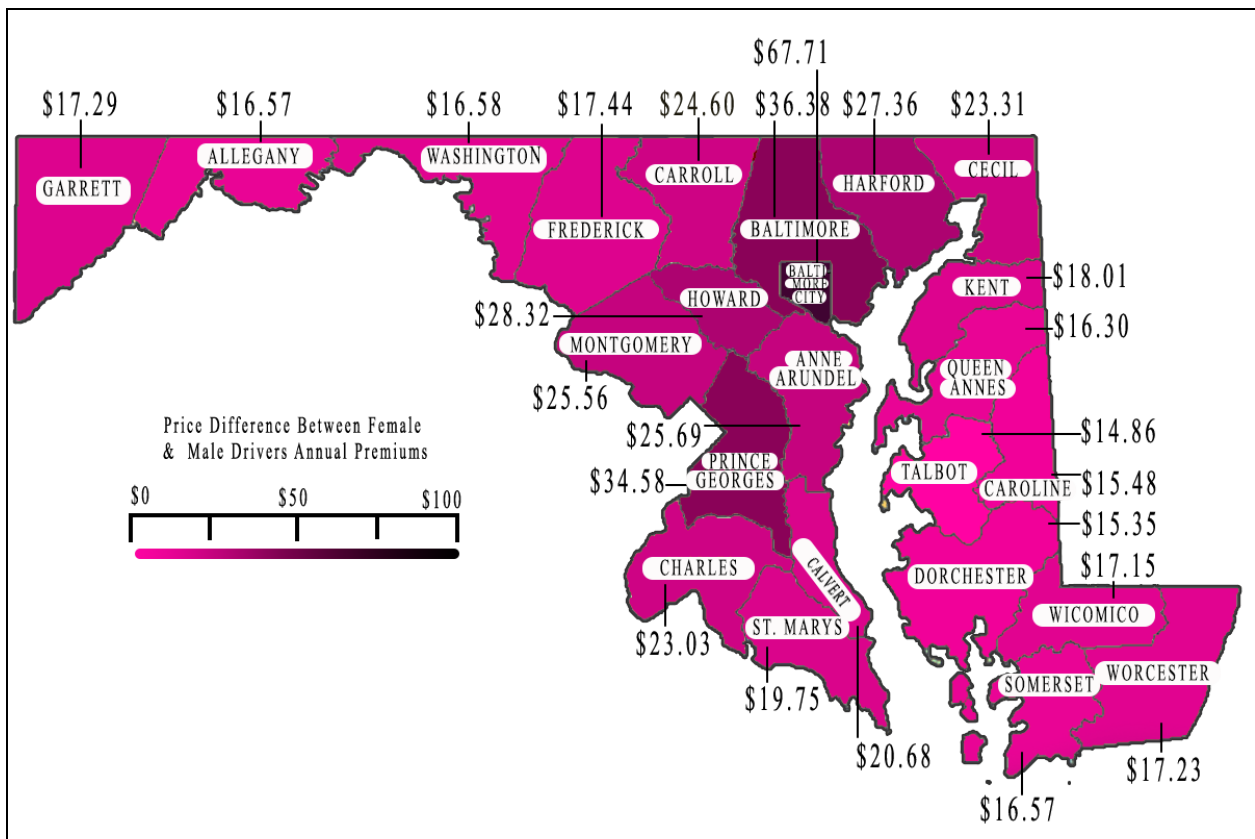 $67.71
$17.29
$16.57
$16.58
$17.44
$24.60
$36.38
$27.36
$23.31
GARRETT
ALLEGANY
WASHINGTON
FREDERICK
CARROLL
BALTIMORE
HARFORD
CECIL
BALTI
MORE
CITY
HOWARD
KENT
$18.01
$28.32
$16.30
MONTGOMERY
ANNE
ARUNDEL
QUEEN
ANNES
$25.56
$25.69
$14.86
Price Difference Between Female
& Male Drivers Annual Premiums
PRINCE
GEORGES
$34.58
TALBOT
CAROLINE
$15.48
$0
$50
$100
$15.35
CHARLES
CALVERT
DORCHESTER
$17.15
WICOMICO
ST. MARYS
$23.03
SOMERSET
WORCESTER
$19.75
$20.68
$17.23
$16.57